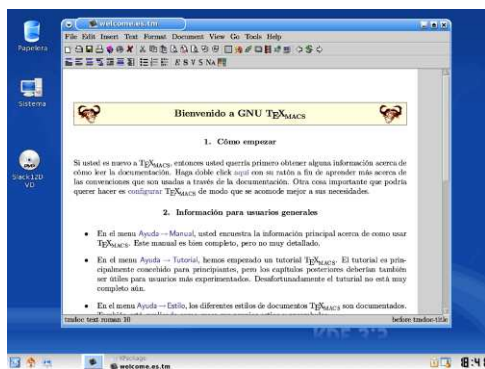 welcome.es.tm
File Edit Insert Text Format Document View Go Tools Help
Papelera
Sistema
Slack12D
VD
Bienvenido a GNU TEXMACS
1. Cómo empezar
Si usted es nuevo a TEXMACS, entonces usted querría primero obtener alguna información acerca de
cómo leer la documentación. Haga doble click aquí con su ratón a fin de aprender más acerca de
las convenciones que son usadas a través de la documentación. Otra cosa importante que podría
querer hacer es configurar TEXMACS de modo que se acomode mejor a sus necesidades.
2. Información para usuarios generales
• En el menu Ayuda → Manual, usted encuentra la información principal acerca de como usar
TEXMACS. Este manual es bien completo, pero no muy detallado.
• En el menu Ayuda → Tutorial, hemos empezado un tutorial TEXMACS. El tutorial es prin-
cipalmente concebido para principiantes, pero los capítulos posteriores deberían también
ser útiles para usuarios más experimentados. Desafortunadamente el tutorial no está muy
completo aún.
• En el menu Ayuda → Estilo, los diferentes estilos de documentos TEXMACS son documentados.
tmdoc text roman 10 before tmdoc-title
KPackage
welcome.es.tm
18:41